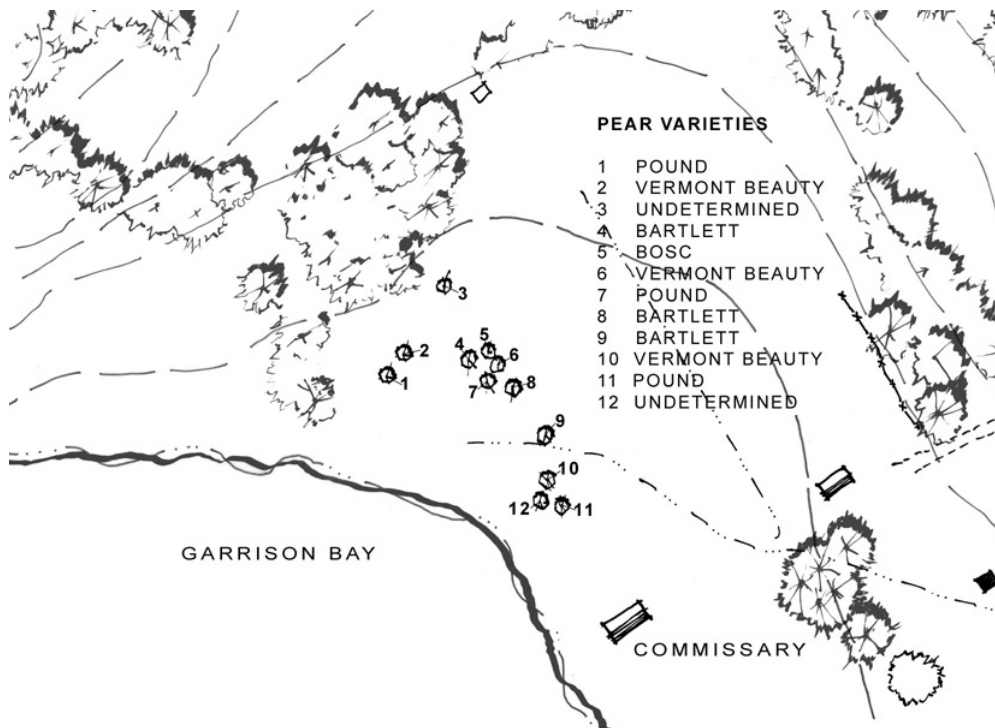 PEAR VARIETIES
1 POUND
2 VERMONT BEAUTY
3 UNDETERMINED
4 BARTLETT
5 BOSC
6 VERMONT BEAUTY
7 POUND
8 BARTLETT
9 BARTLETT
10 VERMONT BEAUTY
11 POUND
12 UNDETERMINED
3
5
4
2
6
1
7
8
9
10
12
11
GARRISON BAY
COMMISSARY